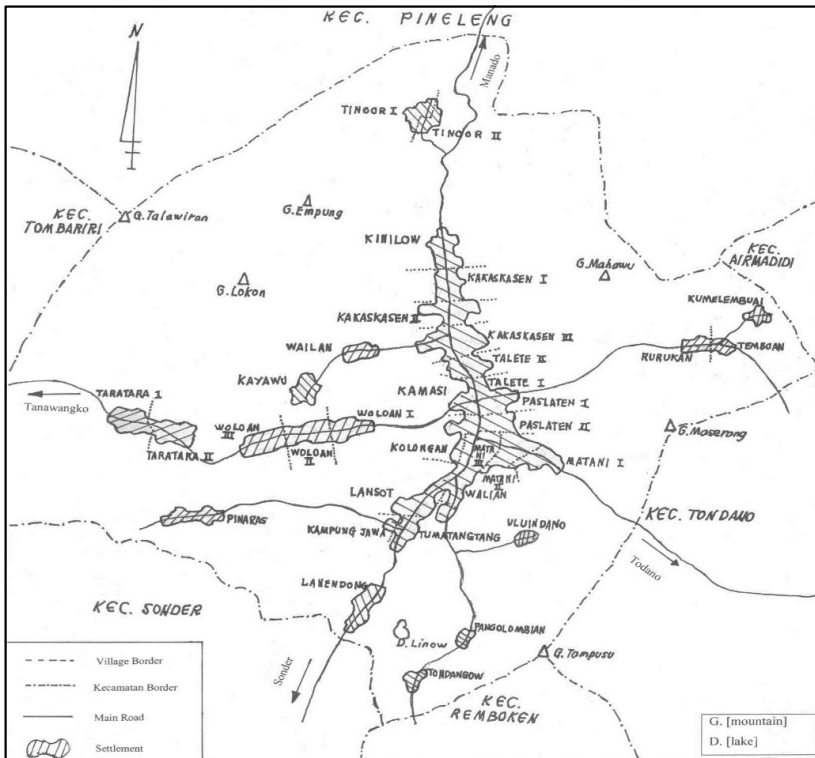 KEC. PINELENG
N
Manado
TINOOR I
TINOOR II
KEC. TOMBARIRI
G. Talawiran
G. Empung
KINILOW
KEC. AIRMADIDI
G. Lokon
KAKASKASEN I
G. Mahawu
KUMELEMBUAI
KAKASKASEN II
KAKASKASEN III
WAILAN
TALETE II
RURUKAN
TEMBOAN
KAYAWU
KAMASI
TALETE I
PASLATEN I
Tanawangko
TARATARA I
WOLOAN I
WOLOAN III
PASLATEN II
G. Maserang
WOLOAN II
TARATARA II
KOLONGAN
MATANI III
MATANI I
MATANI II
LANSOT
WALIAN
KEC. TONDANO
PINARAS
KAMPUNG JAWA
TUMATANGTANG
ULUINDANO
Todano
LAHENDONG
KEC. SONDER
D. Linow
PANGOLOMBIAN
G. Tampusu
Sonder
TONDANGOW
KEC. REMBOKEN
Village Border
Kecamatan Border
Main Road
Settlement
G. [mountain]
D. [lake]